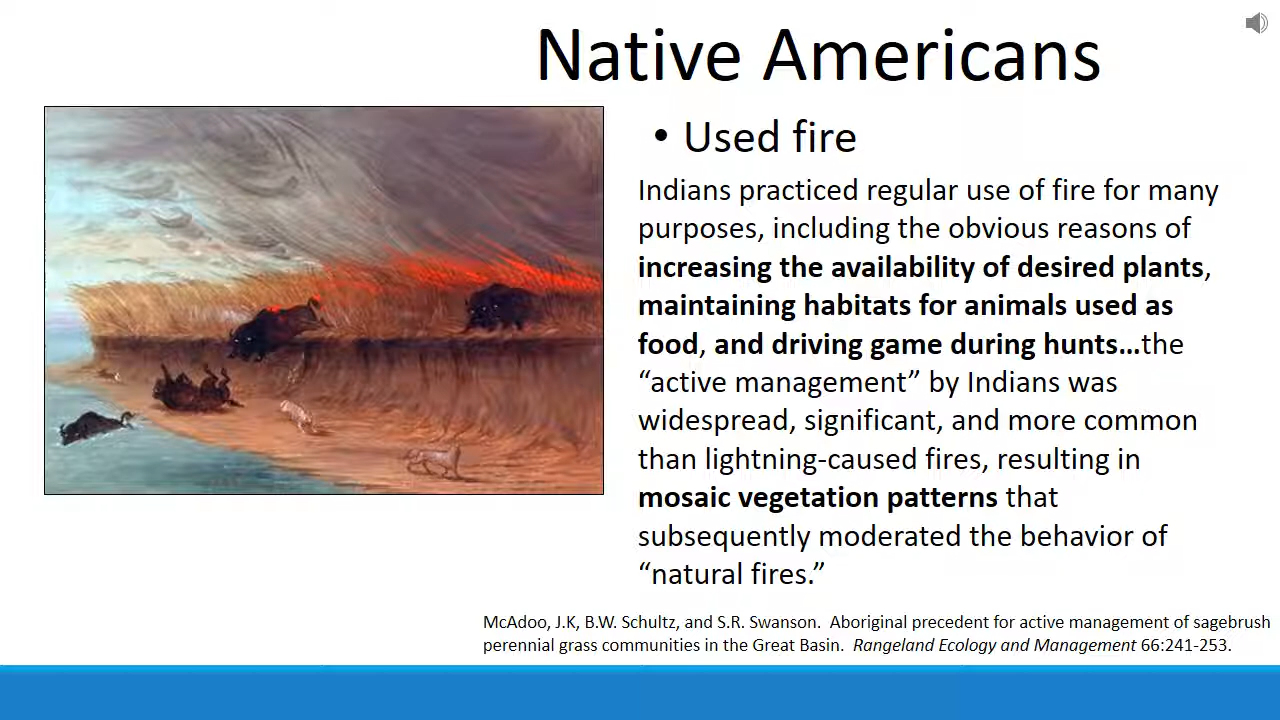 Native Americans
• Used fire
Indians practiced regular use of fire for many
purposes, including the obvious reasons of
increasing the availability of desired plants,
maintaining habitats for animals used as
food, and driving game during hunts…the
“active management” by Indians was
widespread, significant, and more common
than lightning-caused fires, resulting in
mosaic vegetation patterns that
subsequently moderated the behavior of
“natural fires.”
McAdoo, J.K, B.W. Schultz, and S.R. Swanson.  Aboriginal precedent for active management of sagebrush
perennial grass communities in the Great Basin.  Rangeland Ecology and Management 66:241-253.